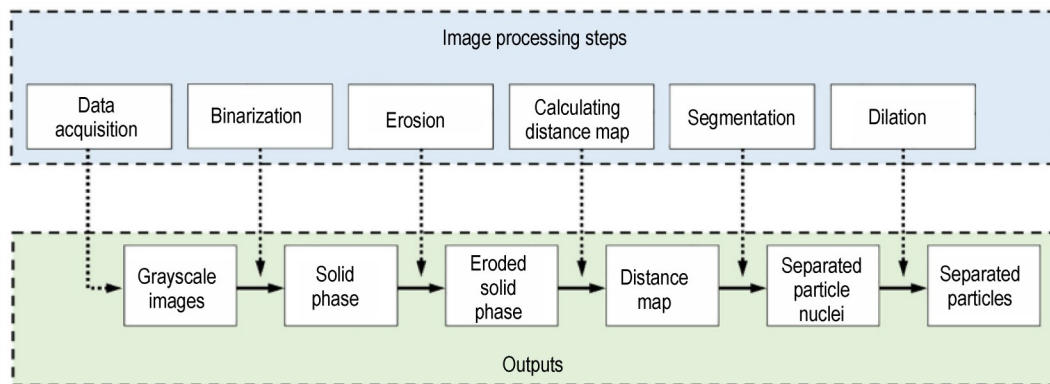 Image processing steps
Data
acquisition
Binarization
Erosion
Calculating
distance map
Segmentation
Dilation
Grayscale
images
Solid
phase
Eroded
solid
phase
Distance
map
Separated
particle
nuclei
Separated
particles
Outputs